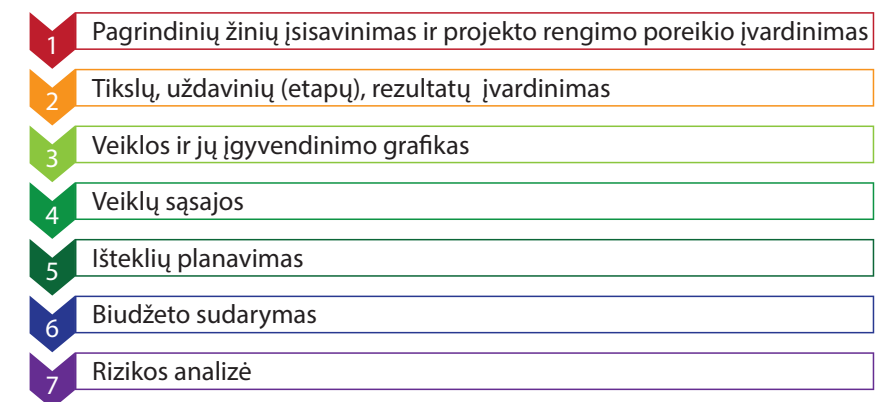 1 Pagrindinių žinių įsisavinimas ir projekto rengimo poreikio įvardinimas
2 Tikslų, uždavinių (etapų), rezultatų įvardinimas
3 Veiklos ir jų įgyvendinimo grafikas
4 Veiklų sąsajos
5 Išteklių planavimas
6 Biudžeto sudarymas
7 Rizikos analizė